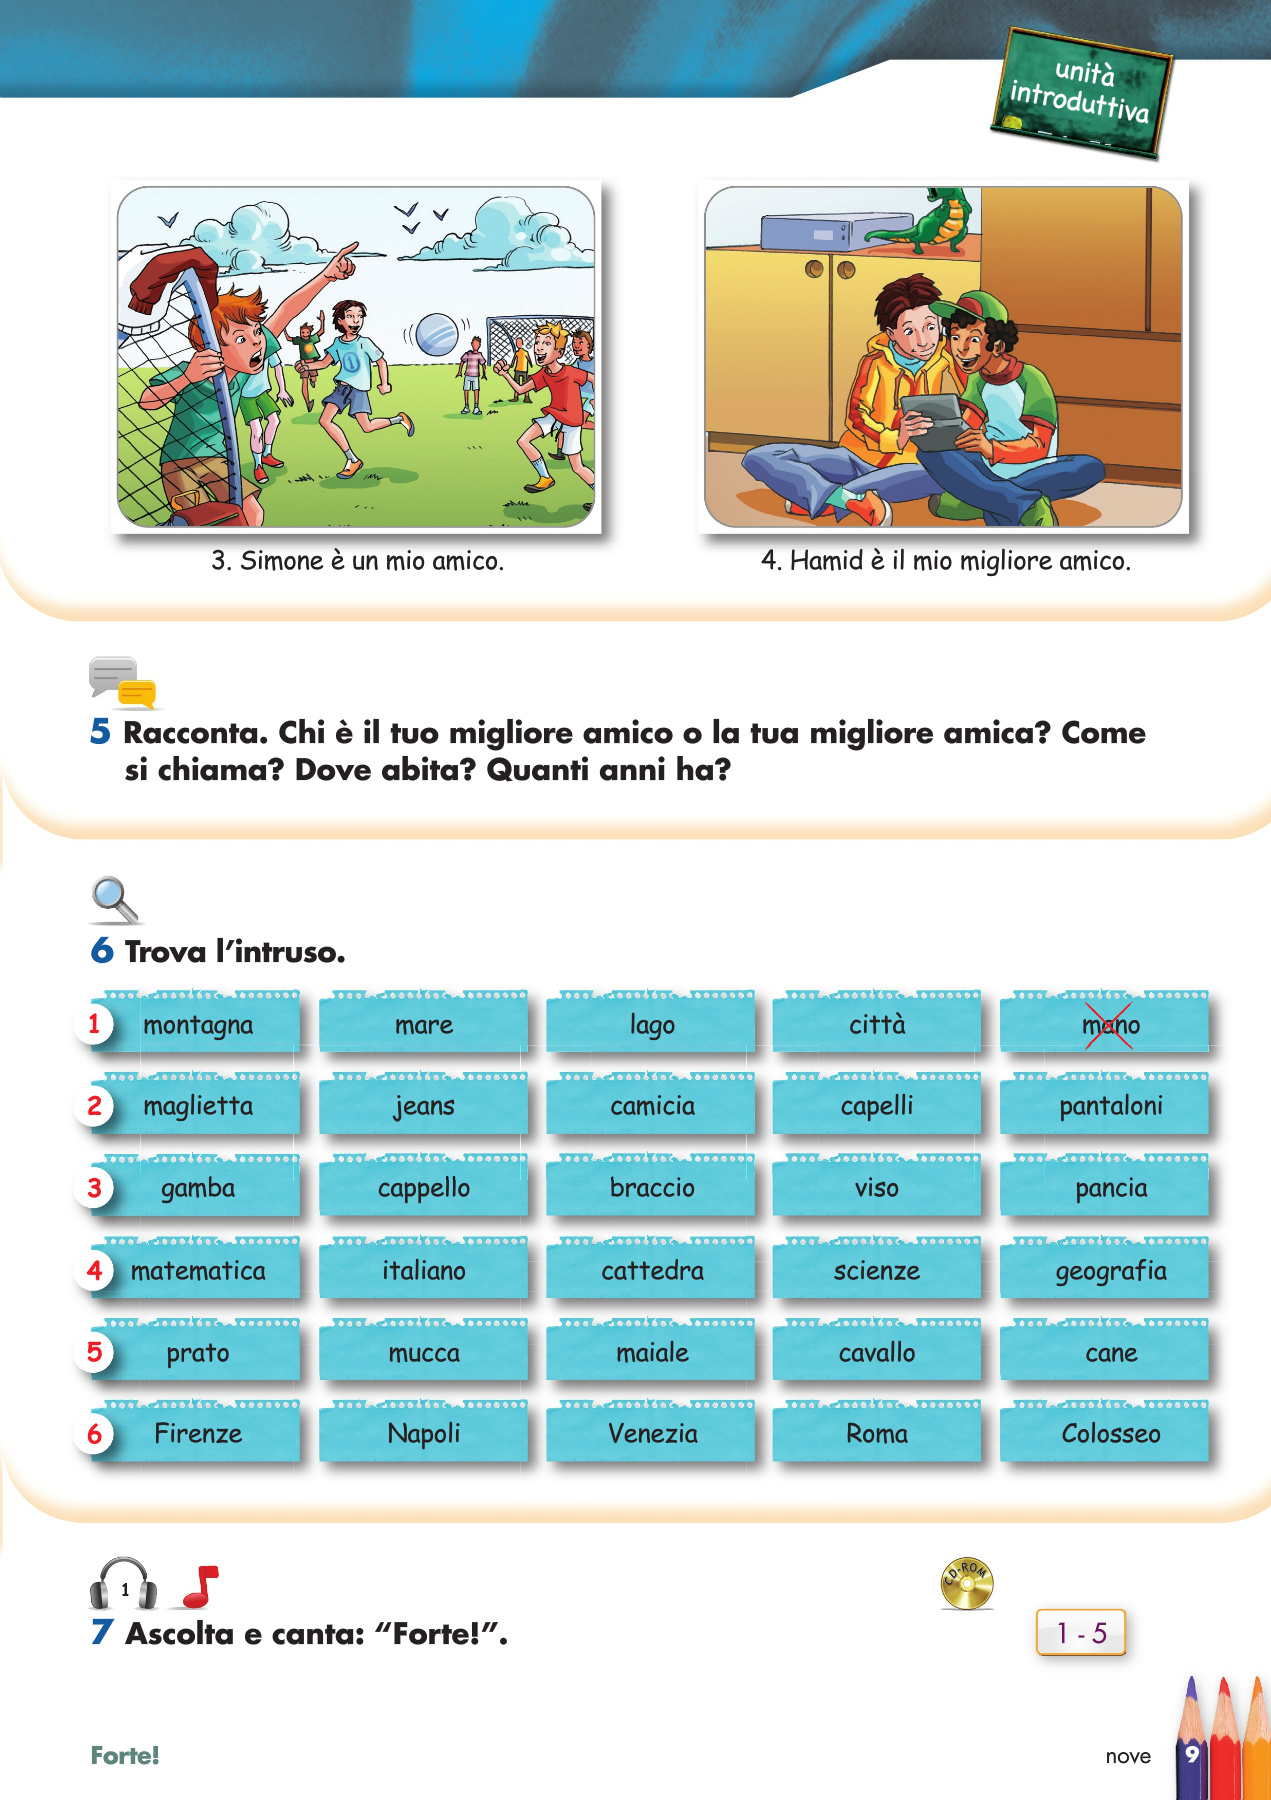 unità
introduttiva
3. Simone è un mio amico.
4. Hamid è il mio migliore amico.
5 Racconta. Chi è il tuo migliore amico o la tua migliore amica? Come
si chiama? Dove abita? Quanti anni ha?
6 Trova l'intruso.
1 montagna mare lago città mano
2 maglietta jeans camicia capelli pantaloni
3 gamba cappello braccio viso pancia
4 matematica italiano cattedra scienze geografia
5 prato mucca maiale cavallo cane
6 Firenze Napoli Venezia Roma Colosseo
1
CD-ROM
7 Ascolta e canta: “Forte!”.
1 - 5
Forte!
nove 9